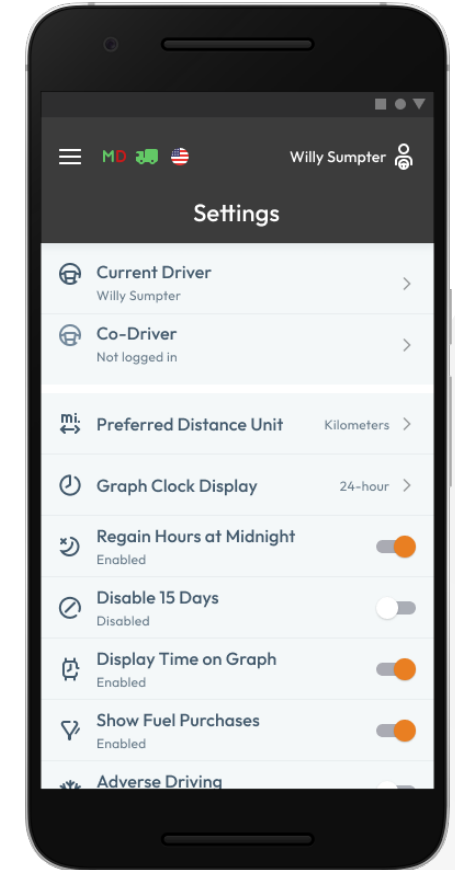 MD
Willy Sumpter
Settings
Current Driver
Willy Sumpter
Co-Driver
Not logged in
mi.
Preferred Distance Unit
Kilometers
Graph Clock Display
24-hour
Regain Hours at Midnight
Enabled
Disable 15 Days
Disabled
Display Time on Graph
Enabled
Show Fuel Purchases
Enabled
Adverse Driving